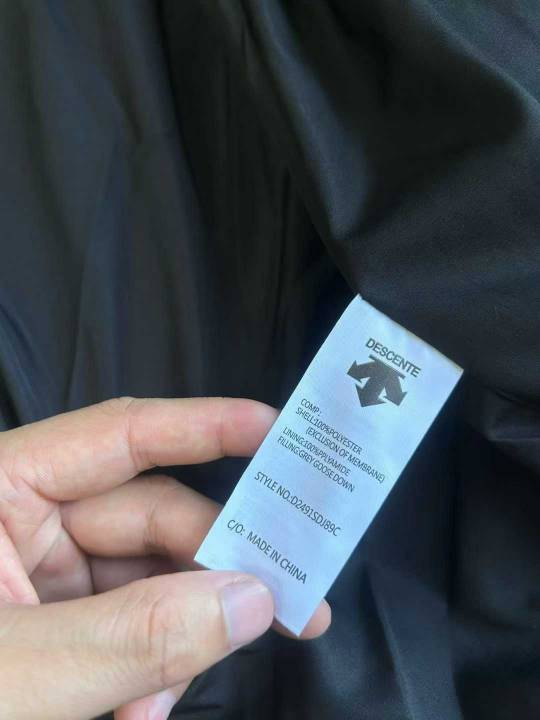 DESCENTE
COMP :
SHELL:100%POLYESTER
(EXCLUSION OF MEMBRANE)
LINING:100%PPLYAMIDE
FILLING:GREY GOOSE DOWN
STYLE NO:D2491SDJ89C
C/O: MADE IN CHINA